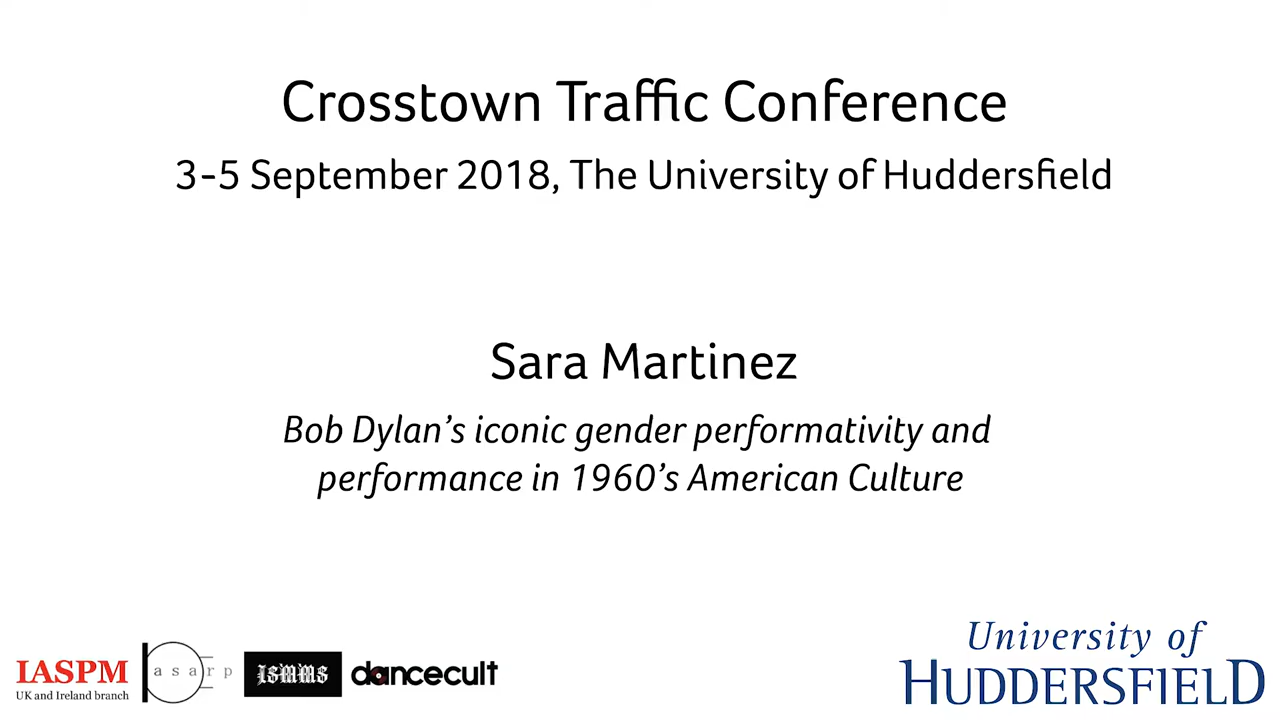 Crosstown Traffic Conference
3-5 September 2018, The University of Huddersfield
Sara Martinez
Bob Dylan’s iconic gender performativity and
performance in 1960’s American Culture
IASPM
UK and Ireland branch
asarp
ISMMS
dancecult
University of
HUDDERSFIELD